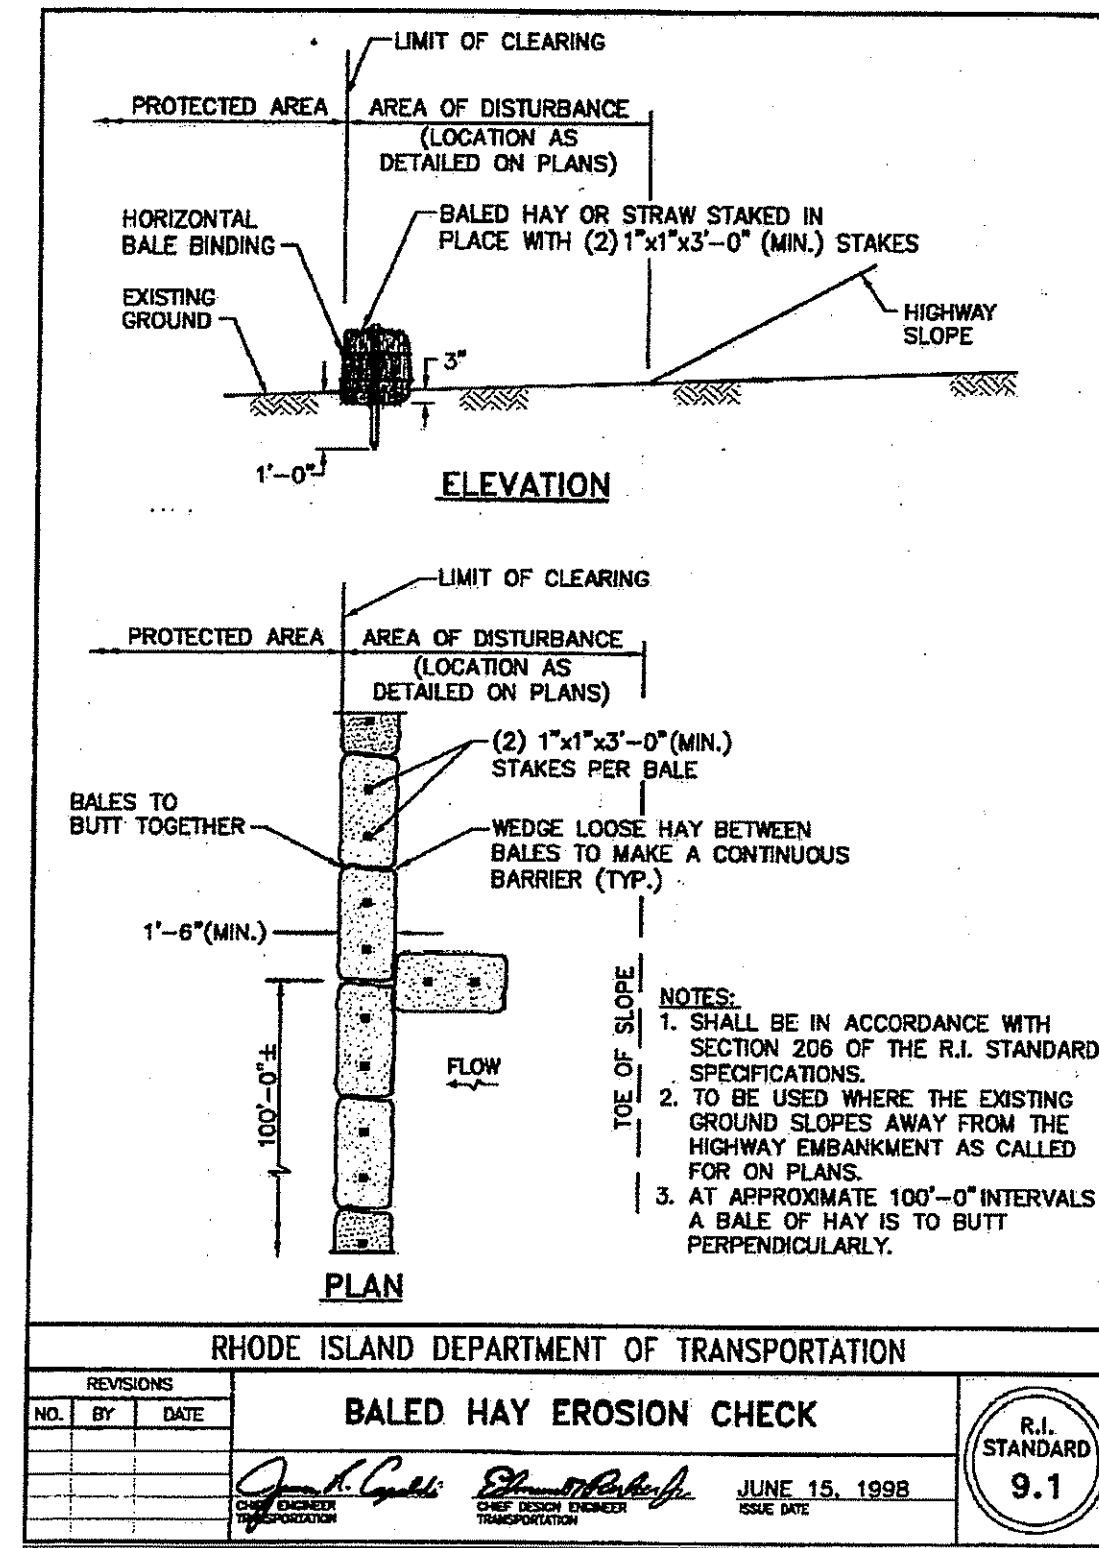 LIMIT OF CLEARING
PROTECTED AREA
AREA OF DISTURBANCE
(LOCATION AS
DETAILED ON PLANS)
HORIZONTAL
BALE BINDING
BALED HAY OR STRAW STAKED IN
PLACE WITH (2) 1"x1"x3'-0" (MIN.) STAKES
EXISTING
GROUND
HIGHWAY
SLOPE
3"
1'-0"
ELEVATION
LIMIT OF CLEARING
PROTECTED AREA
AREA OF DISTURBANCE
(LOCATION AS
DETAILED ON PLANS)
(2) 1"x1"x3'-0"(MIN.)
STAKES PER BALE
BALES TO
BUTT TOGETHER
WEDGE LOOSE HAY BETWEEN
BALES TO MAKE A CONTINUOUS
BARRIER (TYP.)
1'-6"(MIN.)
100'-0"±
FLOW
TOE OF SLOPE
NOTES:
1. SHALL BE IN ACCORDANCE WITH
SECTION 206 OF THE R.I. STANDARD
SPECIFICATIONS.
2. TO BE USED WHERE THE EXISTING
GROUND SLOPES AWAY FROM THE
HIGHWAY EMBANKMENT AS CALLED
FOR ON PLANS.
3. AT APPROXIMATE 100'-0" INTERVALS
A BALE OF HAY IS TO BUTT
PERPENDICULARLY.
PLAN
RHODE ISLAND DEPARTMENT OF TRANSPORTATION
REVISIONS
NO. BY DATE
BALED HAY EROSION CHECK
CHIEF ENGINEER
TRANSPORTATION
CHIEF DESIGN ENGINEER
TRANSPORTATION
JUNE 15, 1998
ISSUE DATE
R.I.
STANDARD
9.1